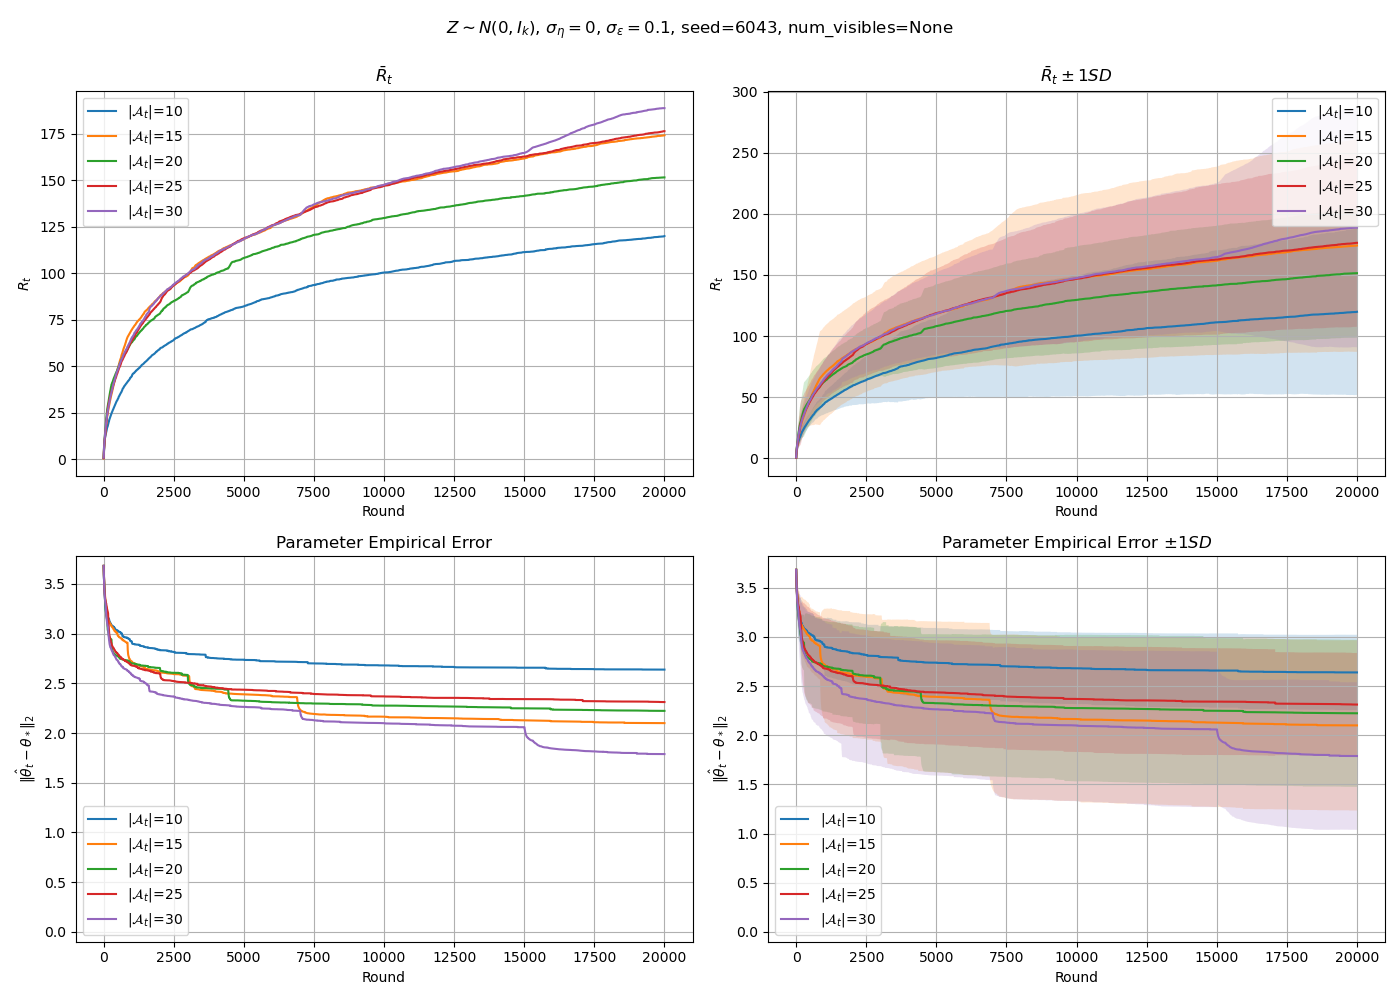 Z ∼ N(0, I_k), σ_η = 0, σ_ε = 0.1, seed=6043, num_visibles=None
R̄_t
R_t
175
150
125
100
75
50
25
0
|𝒜_t|=10
|𝒜_t|=15
|𝒜_t|=20
|𝒜_t|=25
|𝒜_t|=30
0 2500 5000 7500 10000 12500 15000 17500 20000
Round
R̄_t ± 1SD
R_t
300
250
200
150
100
50
0
|𝒜_t|=10
|𝒜_t|=15
|𝒜_t|=20
|𝒜_t|=25
|𝒜_t|=30
0 2500 5000 7500 10000 12500 15000 17500 20000
Round
Parameter Empirical Error
‖θ̂_t − θ_*‖_2
3.5
3.0
2.5
2.0
1.5
1.0
0.5
0.0
|𝒜_t|=10
|𝒜_t|=15
|𝒜_t|=20
|𝒜_t|=25
|𝒜_t|=30
0 2500 5000 7500 10000 12500 15000 17500 20000
Round
Parameter Empirical Error ±1SD
‖θ̂_t − θ_*‖_2
3.5
3.0
2.5
2.0
1.5
1.0
0.5
0.0
|𝒜_t|=10
|𝒜_t|=15
|𝒜_t|=20
|𝒜_t|=25
|𝒜_t|=30
0 2500 5000 7500 10000 12500 15000 17500 20000
Round